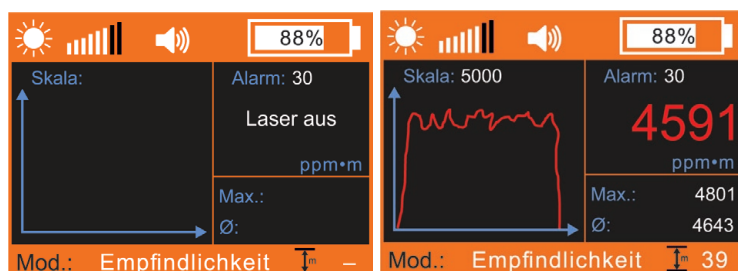 88%
Skala:
Alarm: 30
Laser aus
ppm•m
Max.:
Ø:
Mod.: Empfindlichkeit m –
88%
Skala: 5000
Alarm: 30
4591
ppm•m
Max.: 4801
Ø: 4643
Mod.: Empfindlichkeit m 39